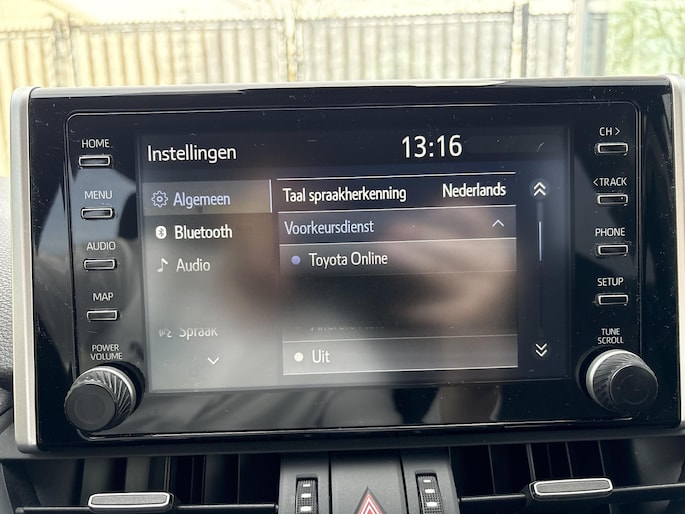 HOME
MENU
AUDIO
MAP
POWER
VOLUME
Instellingen
13:16
Algemeen
Bluetooth
Audio
Spraak
Taal spraakherkenning Nederlands
Voorkeursdienst
Toyota Online
Uit
CH >
< TRACK
PHONE
SETUP
TUNE
SCROLL